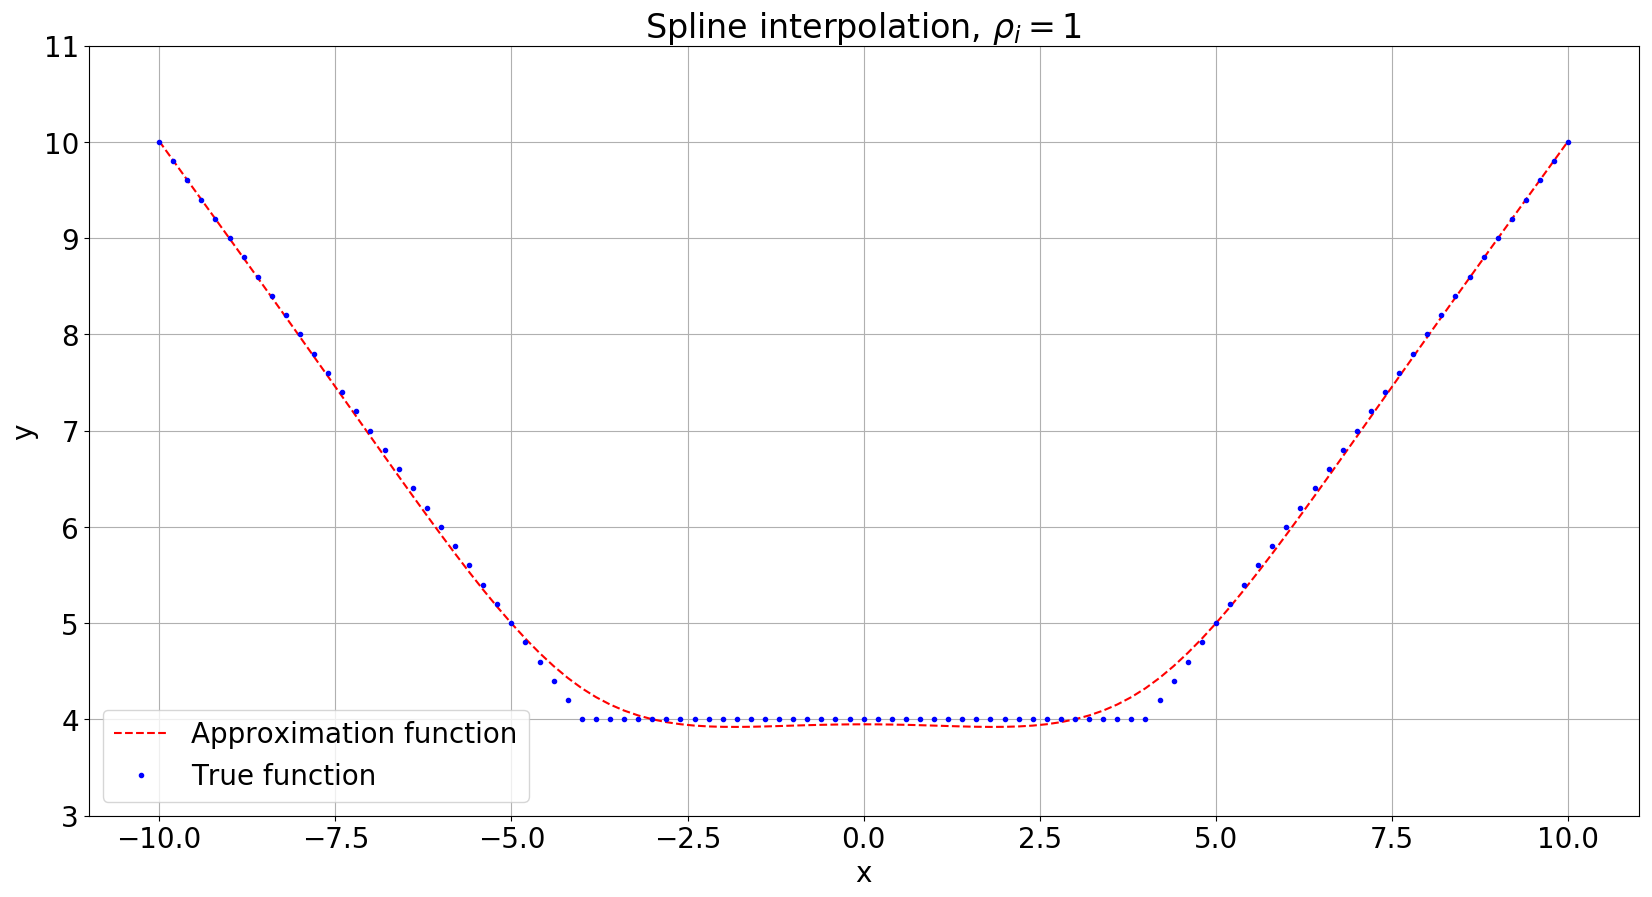 Spline interpolation, ρᵢ = 1
11
10
9
8
7
6
5
4
3
y
Approximation function
True function
−10.0 −7.5 −5.0 −2.5 0.0 2.5 5.0 7.5 10.0
x